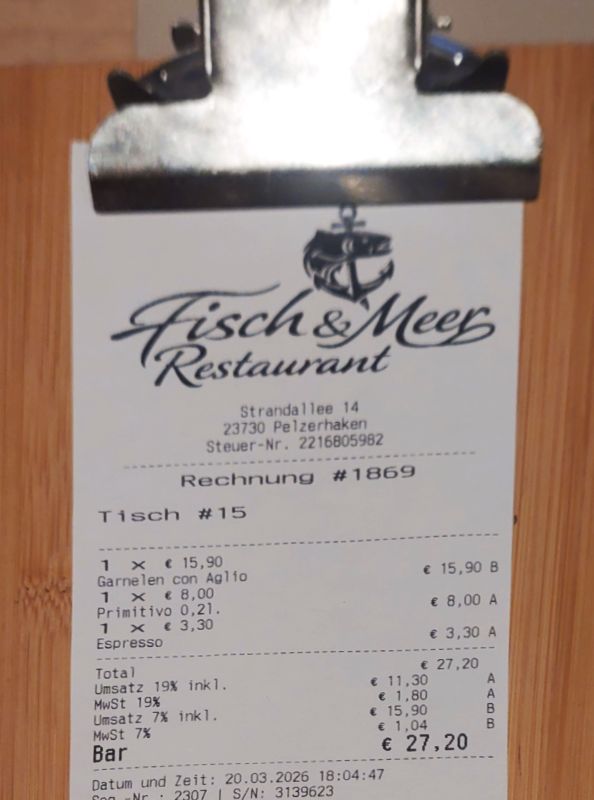 Fisch & Meer
Restaurant
Strandallee 14
23730 Pelzerhaken
Steuer-Nr. 2216805982
Rechnung #1869
Tisch #15
1 x € 15,90 € 15,90 B
Garnelen con Aglio
1 x € 8,00 € 8,00 A
Primitivo 0,2l.
1 x € 3,30 € 3,30 A
Espresso
Total € 27,20
Umsatz 19% inkl. € 11,30 A
MwSt 19% € 1,80 A
Umsatz 7% inkl. € 15,90 B
MwSt 7% € 1,04 B
Bar € 27,20
Datum und Zeit: 20.03.2026 18:04:47
Seq.-Nr.: 2307 | S/N: 3139623